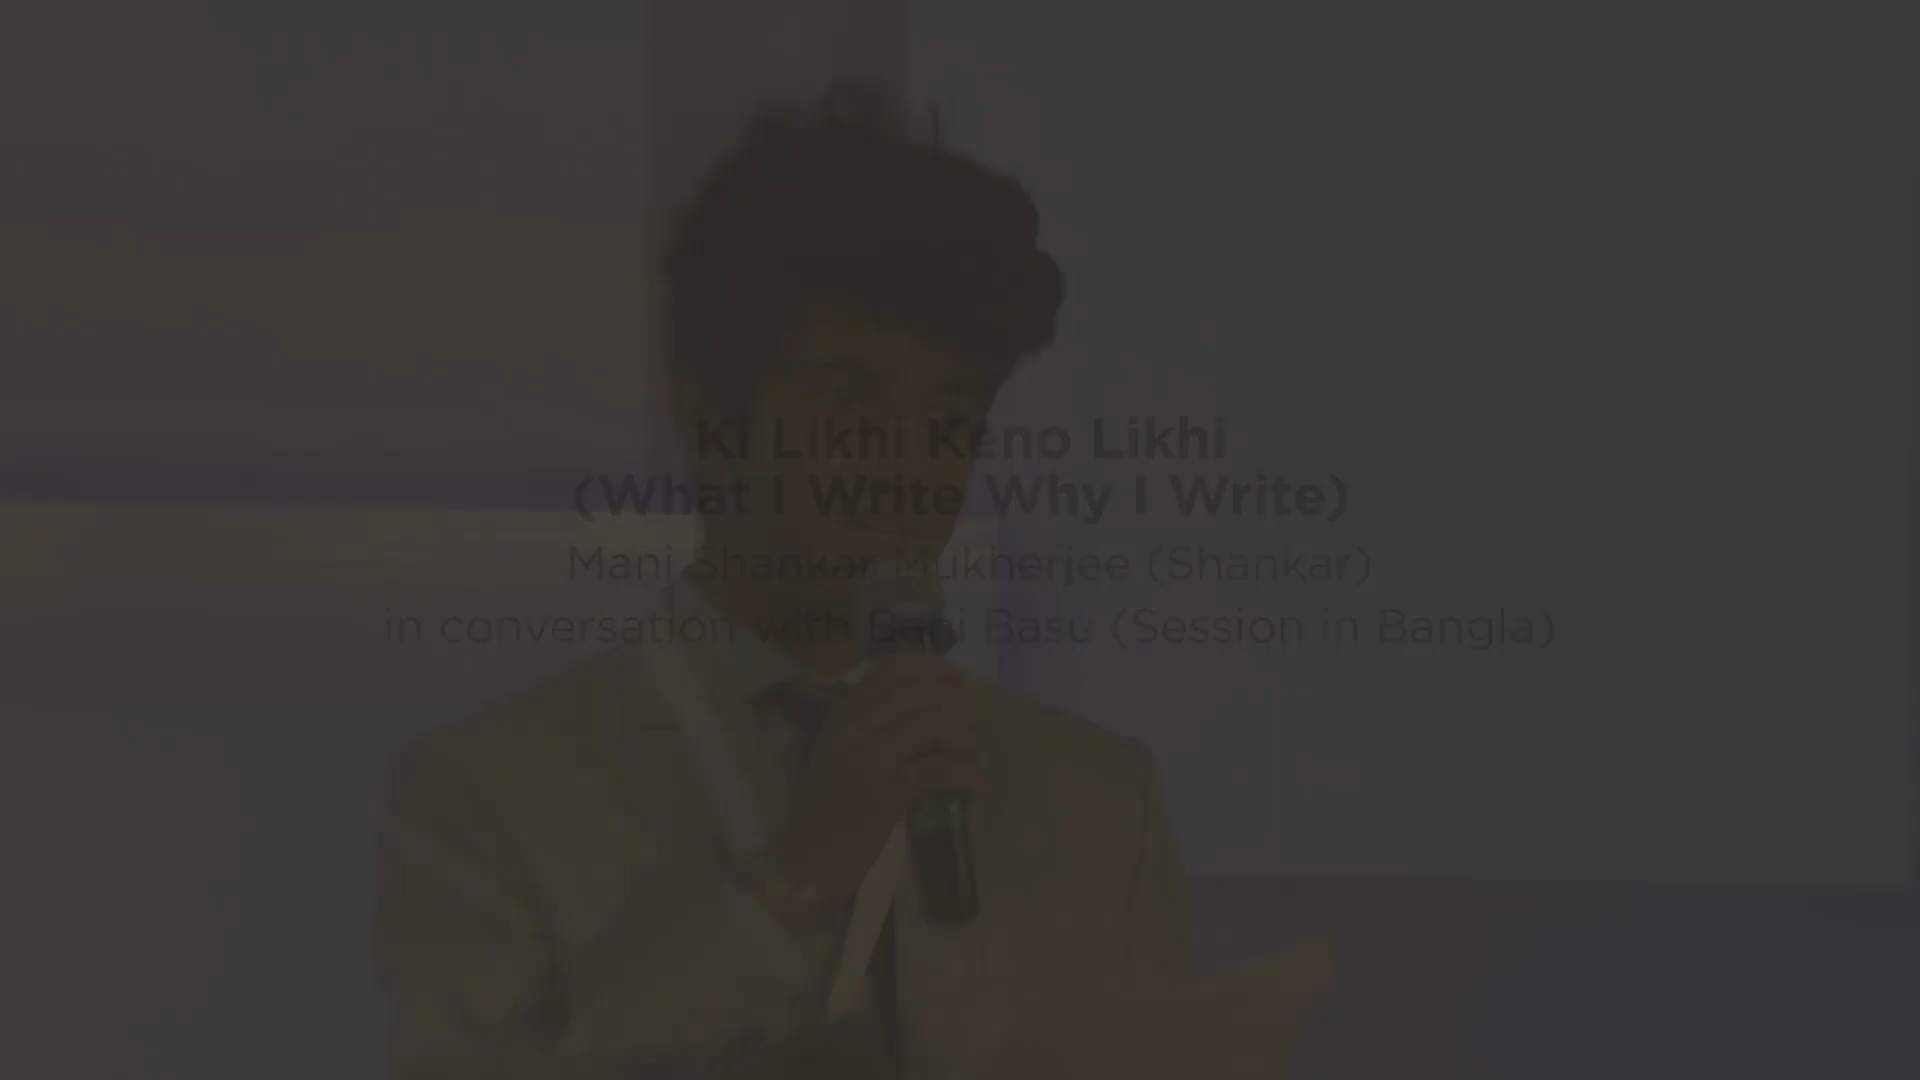 Ki Likhi Keno Likhi
(What I Write Why I Write)
Mani Shankar Mukherjee (Shankar)
in conversation with Bani Basu (Session in Bangla)